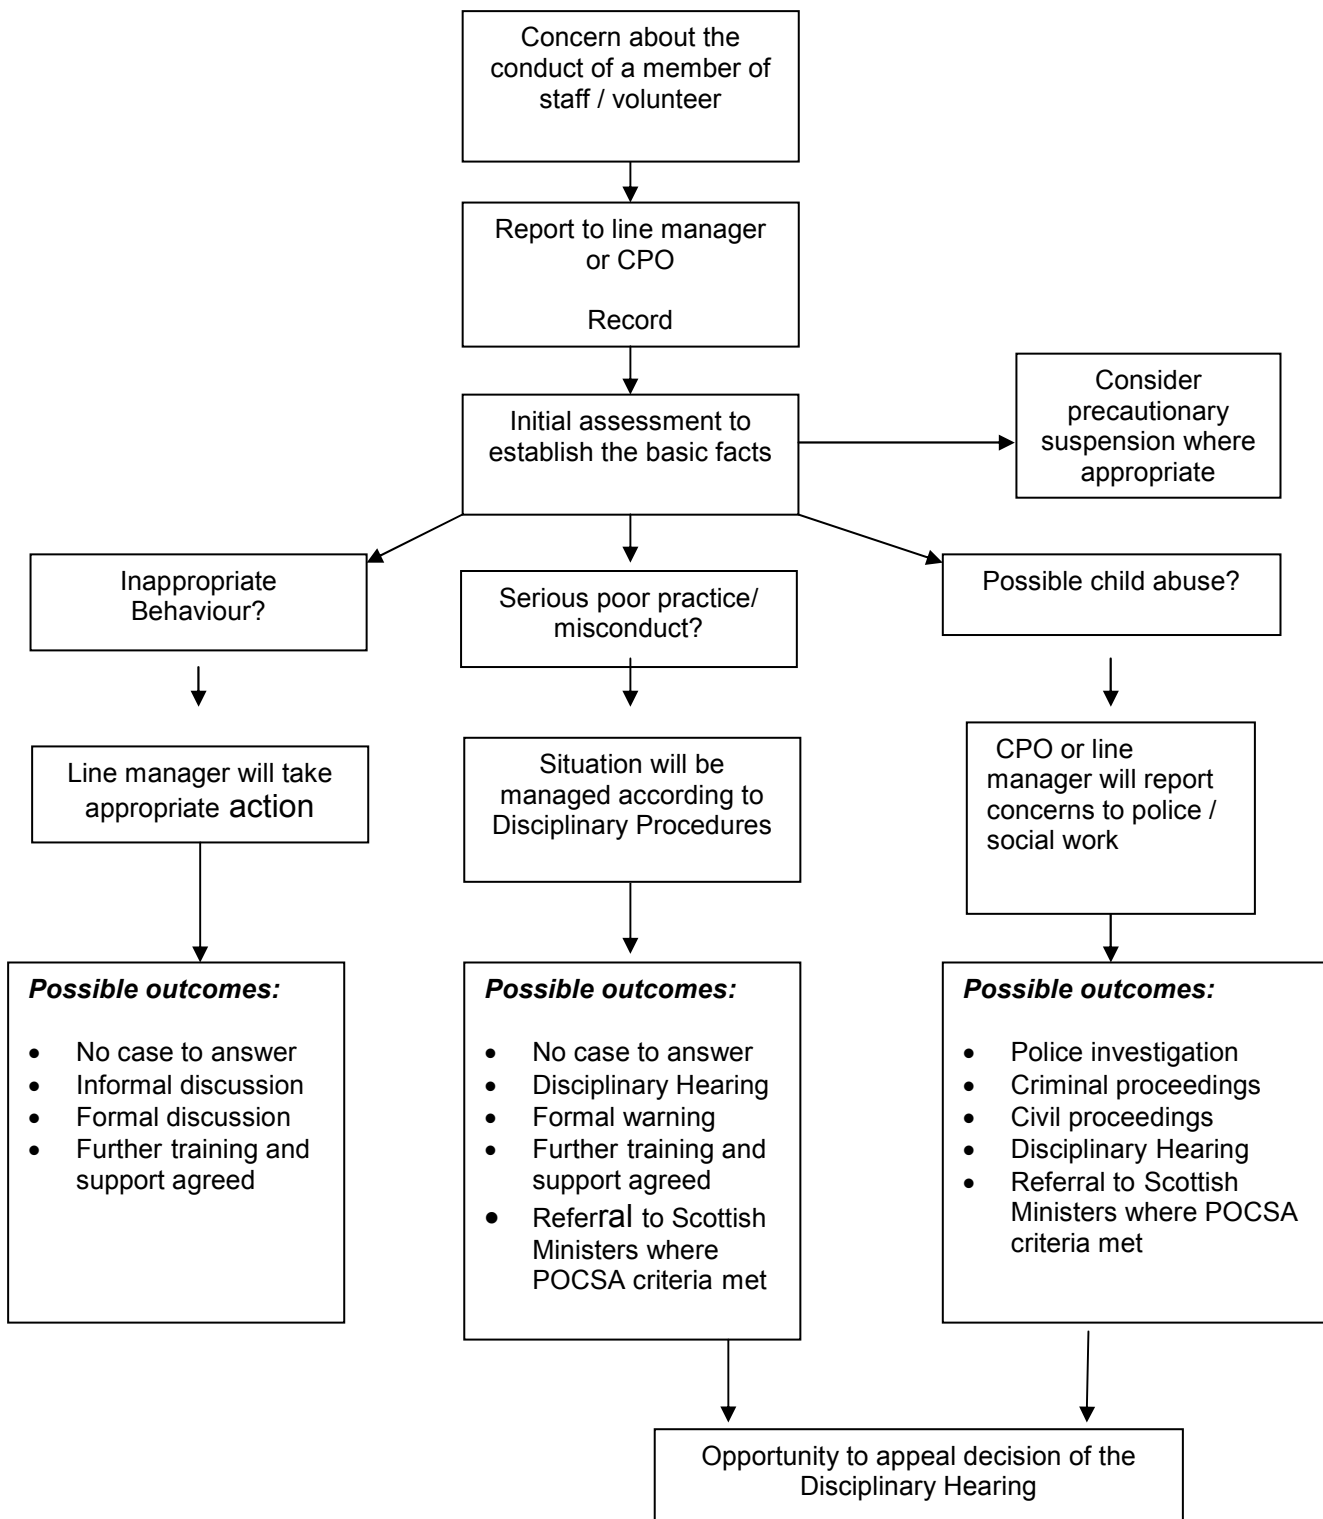 Concern about the
conduct of a member of
staff / volunteer
Report to line manager
or CPO
Record
Initial assessment to
establish the basic facts
Consider
precautionary
suspension where
appropriate
Inappropriate
Behaviour?
Serious poor practice/
misconduct?
Possible child abuse?
Line manager will take
appropriate action
Situation will be
managed according to
Disciplinary Procedures
CPO or line
manager will report
concerns to police /
social work
Possible outcomes:
• No case to answer
• Informal discussion
• Formal discussion
• Further training and
support agreed
Possible outcomes:
• No case to answer
• Disciplinary Hearing
• Formal warning
• Further training and
support agreed
• Referral to Scottish
Ministers where
POCSA criteria met
Possible outcomes:
• Police investigation
• Criminal proceedings
• Civil proceedings
• Disciplinary Hearing
• Referral to Scottish
Ministers where POCSA
criteria met
Opportunity to appeal decision of the
Disciplinary Hearing